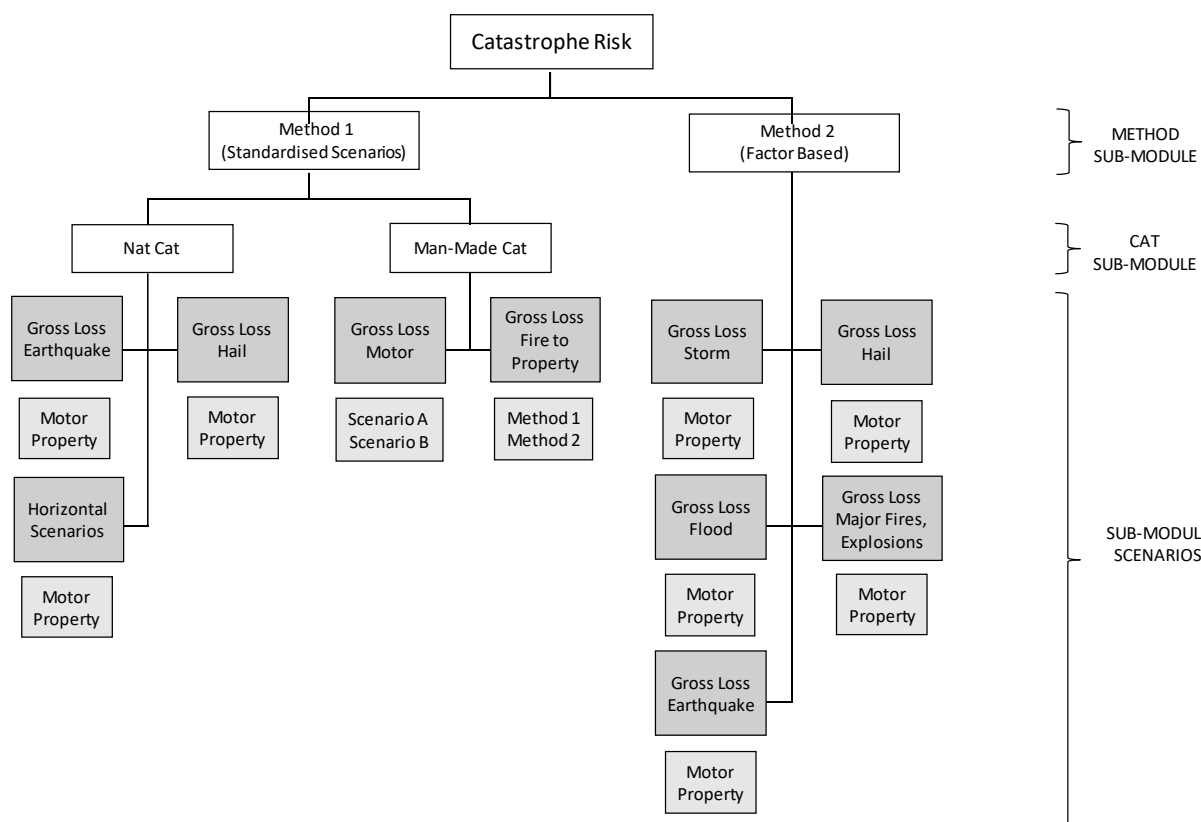 Catastrophe Risk
Method 1
(Standardised Scenarios)
Method 2
(Factor Based)
METHOD
SUB-MODULE
Nat Cat
Man-Made Cat
CAT
SUB-MODULE
Gross Loss
Earthquake
Gross Loss
Hail
Gross Loss
Motor
Gross Loss
Fire to
Property
Gross Loss
Storm
Gross Loss
Hail
Motor
Property
Motor
Property
Scenario A
Scenario B
Method 1
Method 2
Motor
Property
Motor
Property
Horizontal
Scenarios
Gross Loss
Flood
Gross Loss
Major Fires,
Explosions
SUB-MODUL
SCENARIOS
Motor
Property
Motor
Property
Motor
Property
Gross Loss
Earthquake
Motor
Property